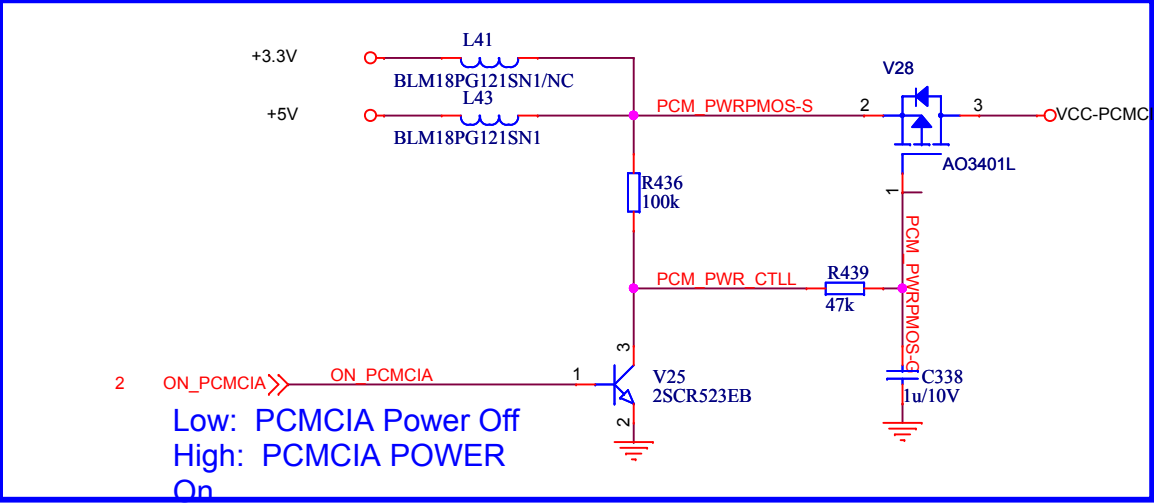 L41
+3.3V
BLM18PG121SN1/NC
L43
+5V
BLM18PG121SN1
PCM_PWRPMOS-S
2
V28
3
VCC-PCMCI
AO3401L
1
R436
100k
PCM_PWRPMOS-G
PCM_PWR_CTLL
R439
47k
3
2
ON_PCMCIA
ON_PCMCIA
1
V25
2SCR523EB
2
C338
1u/10V
Low: PCMCIA Power Off
High: PCMCIA POWER
On